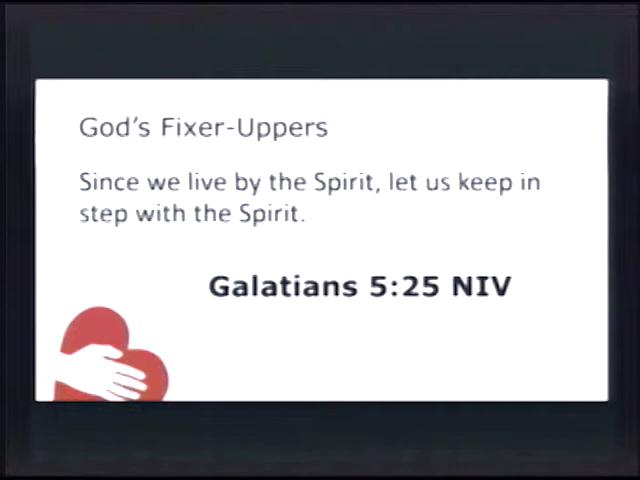 God's Fixer-Uppers
Since we live by the Spirit, let us keep in
step with the Spirit.
Galatians 5:25 NIV